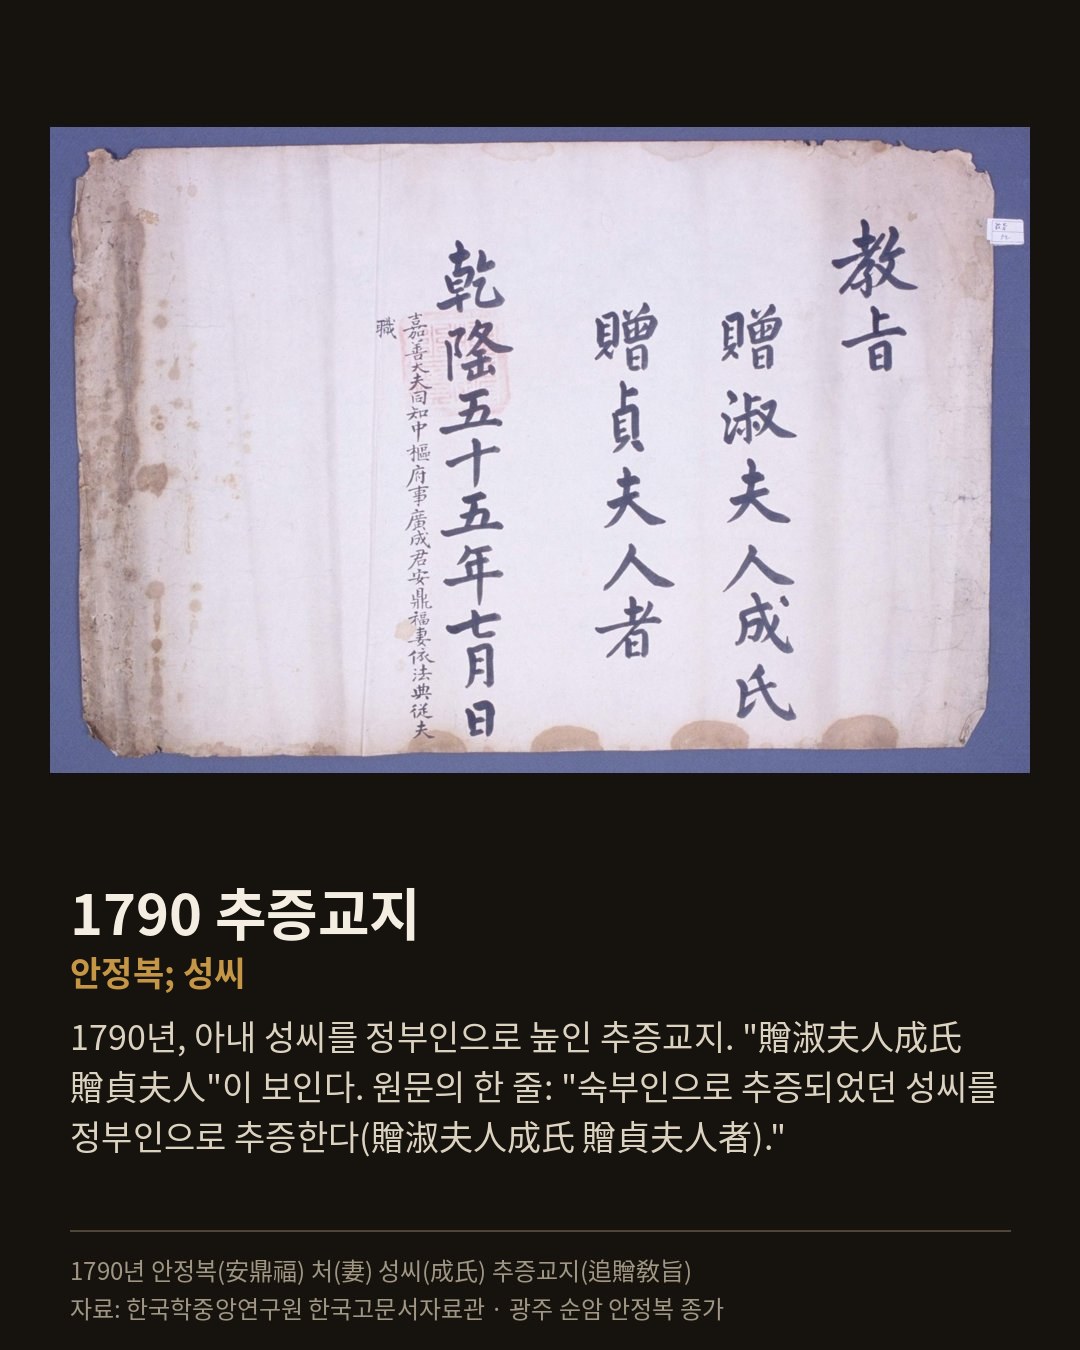 教旨
贈淑夫人成氏
贈貞夫人者
乾隆五十五年七月日
嘉善大夫同知中樞府事廣成君安鼎福妻依法典從夫
職
1790 추증교지
안정복; 성씨
1790년, 아내 성씨를 정부인으로 높인 추증교지. "贈淑夫人成氏
贈貞夫人"이 보인다. 원문의 한 줄: "숙부인으로 추증되었던 성씨를
정부인으로 추증한다(贈淑夫人成氏 贈貞夫人者)."
1790년 안정복(安鼎福) 처(妻) 성씨(成氏) 추증교지(追贈敎旨)
자료: 한국학중앙연구원 한국고문서자료관 · 광주 순암 안정복 종가